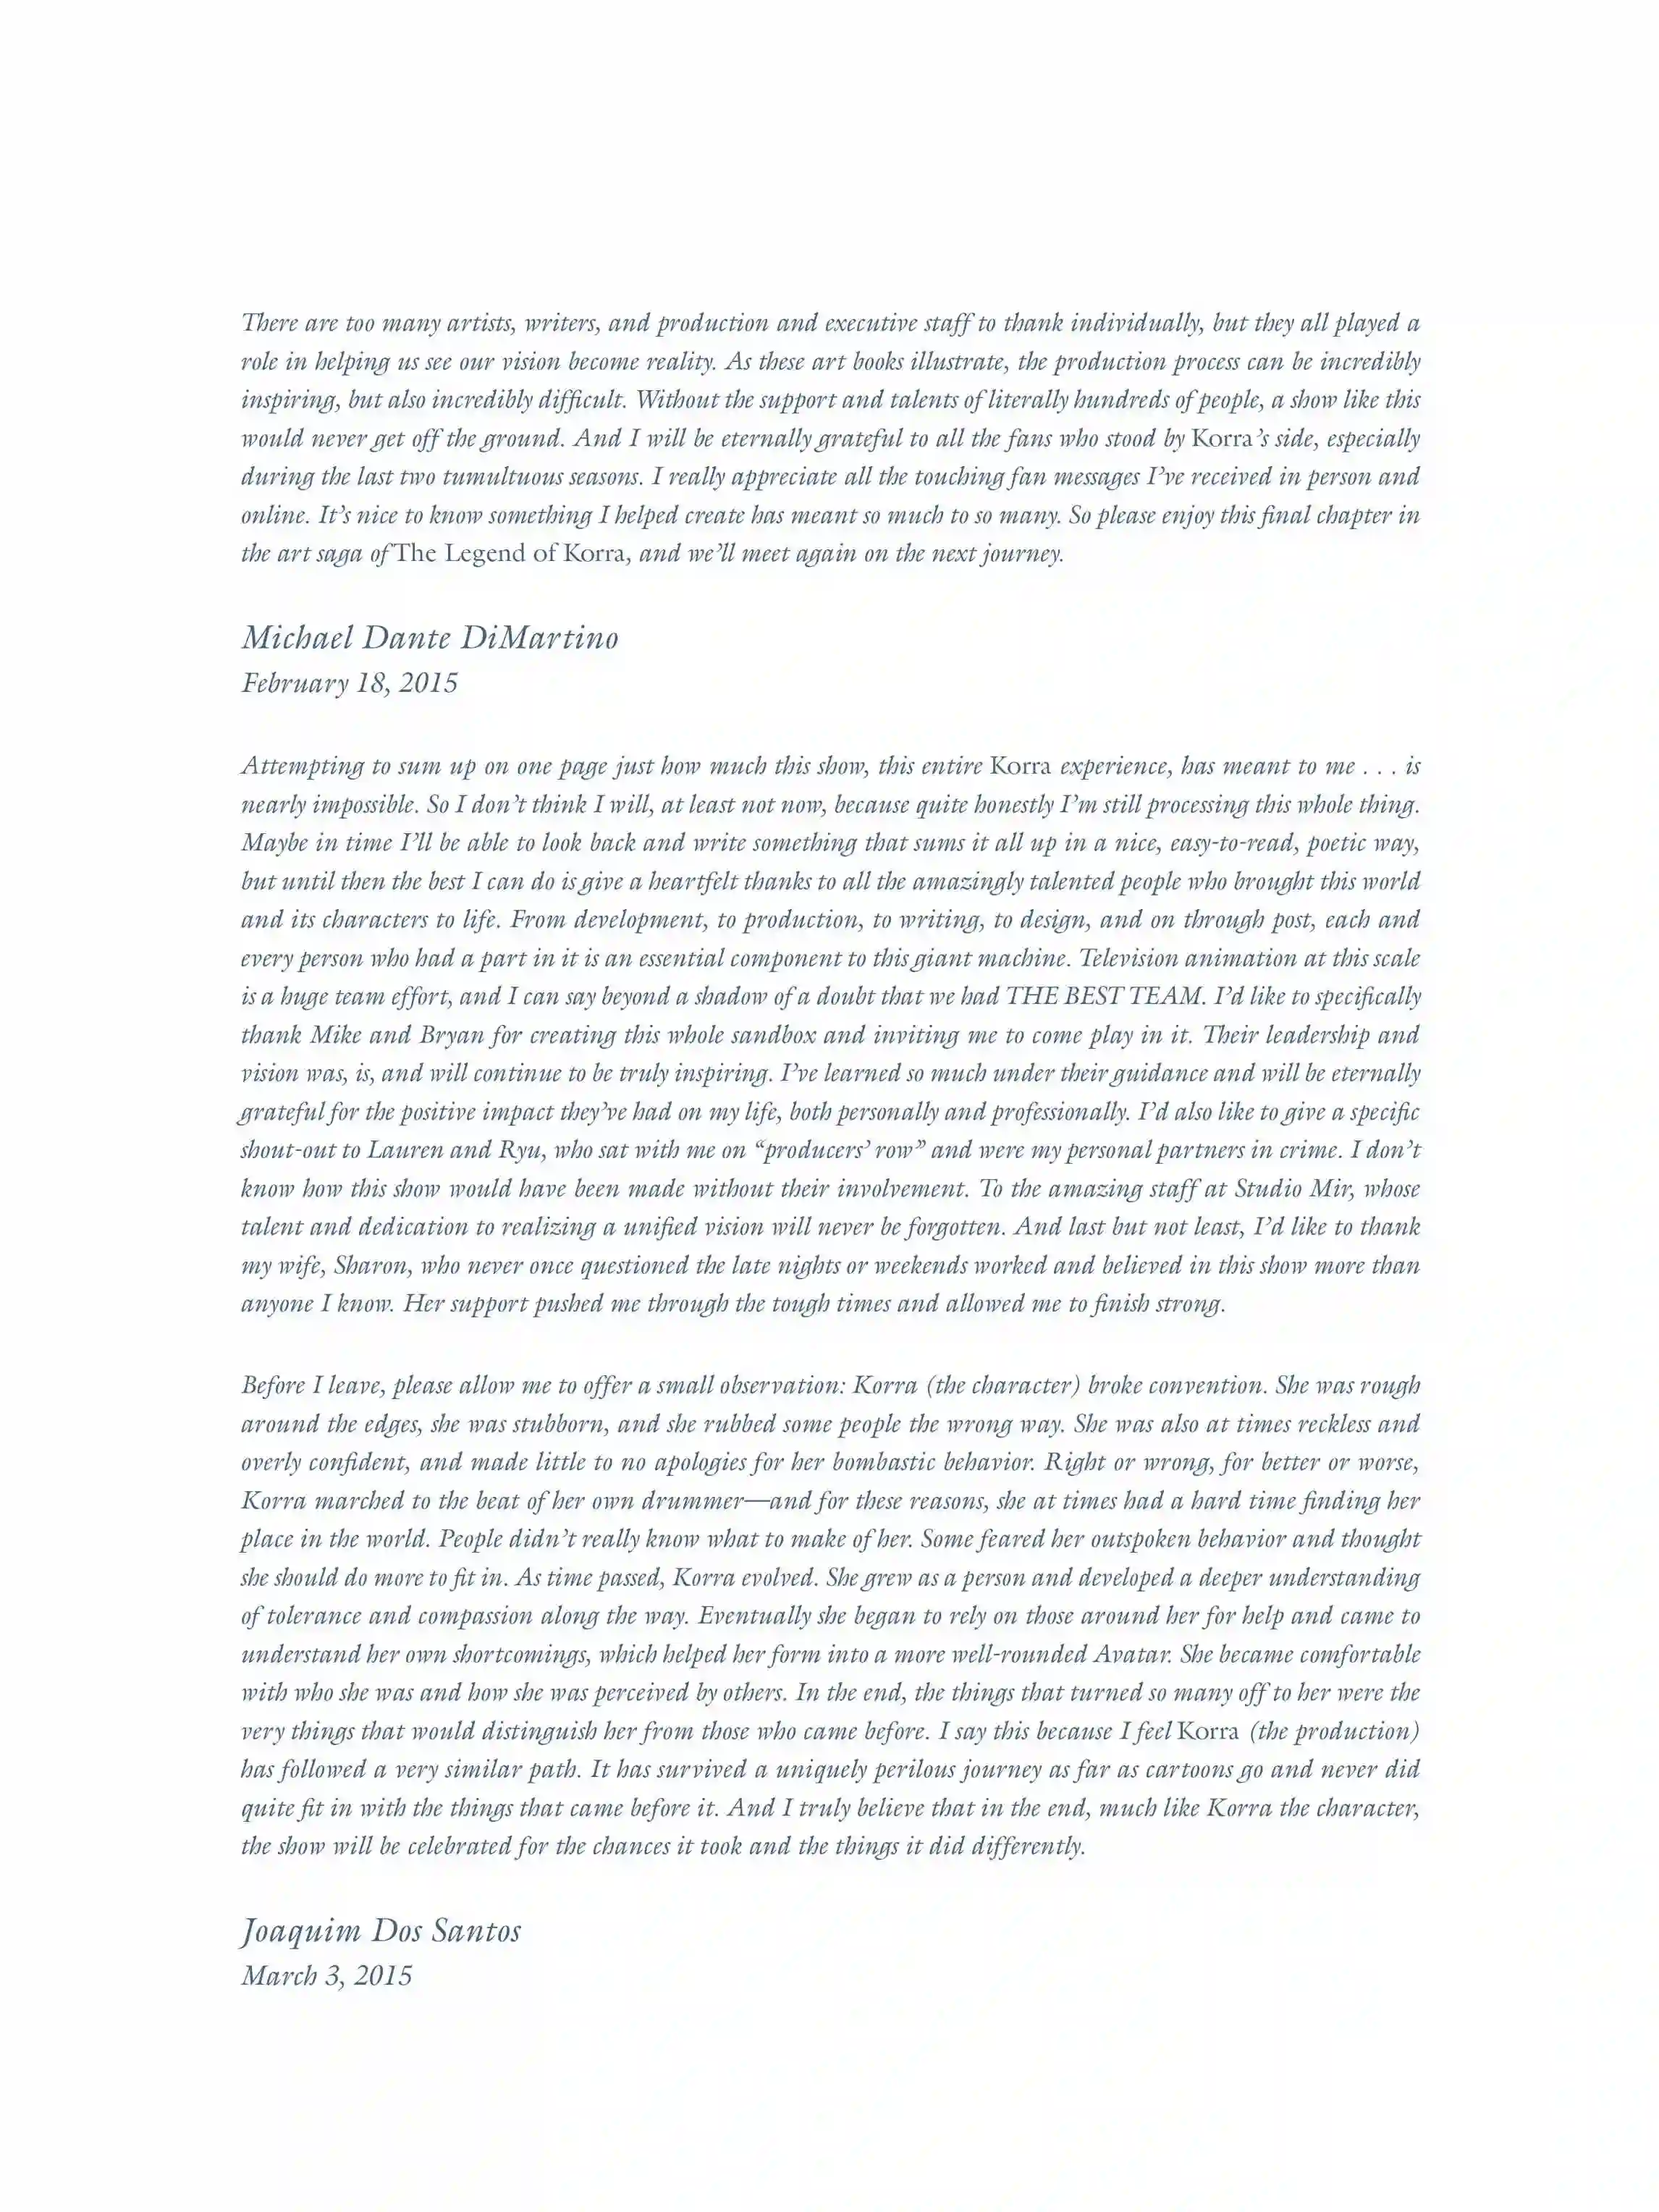 There are too many artists, writers, and production and executive staff to thank individually, but they all played a
role in helping us see our vision become reality. As these art books illustrate, the production process can be incredibly
inspiring, but also incredibly difficult. Without the support and talents of literally hundreds of people, a show like this
would never get off the ground. And I will be eternally grateful to all the fans who stood by Korra’s side, especially
during the last two tumultuous seasons. I really appreciate all the touching fan messages I’ve received in person and
online. It’s nice to know something I helped create has meant so much to so many. So please enjoy this final chapter in
the art saga of The Legend of Korra, and we’ll meet again on the next journey.
Michael Dante DiMartino
February 18, 2015
Attempting to sum up on one page just how much this show, this entire Korra experience, has meant to me . . . is
nearly impossible. So I don’t think I will, at least not now, because quite honestly I’m still processing this whole thing.
Maybe in time I’ll be able to look back and write something that sums it all up in a nice, easy-to-read, poetic way,
but until then the best I can do is give a heartfelt thanks to all the amazingly talented people who brought this world
and its characters to life. From development, to production, to writing, to design, and on through post, each and
every person who had a part in it is an essential component to this giant machine. Television animation at this scale
is a huge team effort, and I can say beyond a shadow of a doubt that we had THE BEST TEAM. I’d like to specifically
thank Mike and Bryan for creating this whole sandbox and inviting me to come play in it. Their leadership and
vision was, is, and will continue to be truly inspiring. I’ve learned so much under their guidance and will be eternally
grateful for the positive impact they’ve had on my life, both personally and professionally. I’d also like to give a specific
shout-out to Lauren and Ryu, who sat with me on “producers’ row” and were my personal partners in crime. I don’t
know how this show would have been made without their involvement. To the amazing staff at Studio Mir, whose
talent and dedication to realizing a unified vision will never be forgotten. And last but not least, I’d like to thank
my wife, Sharon, who never once questioned the late nights or weekends worked and believed in this show more than
anyone I know. Her support pushed me through the tough times and allowed me to finish strong.
Before I leave, please allow me to offer a small observation: Korra (the character) broke convention. She was rough
around the edges, she was stubborn, and she rubbed some people the wrong way. She was also at times reckless and
overly confident, and made little to no apologies for her bombastic behavior. Right or wrong, for better or worse,
Korra marched to the beat of her own drummer—and for these reasons, she at times had a hard time finding her
place in the world. People didn’t really know what to make of her. Some feared her outspoken behavior and thought
she should do more to fit in. As time passed, Korra evolved. She grew as a person and developed a deeper understanding
of tolerance and compassion along the way. Eventually she began to rely on those around her for help and came to
understand her own shortcomings, which helped her form into a more well-rounded Avatar. She became comfortable
with who she was and how she was perceived by others. In the end, the things that turned so many off to her were the
very things that would distinguish her from those who came before. I say this because I feel Korra (the production)
has followed a very similar path. It has survived a uniquely perilous journey as far as cartoons go and never did
quite fit in with the things that came before it. And I truly believe that in the end, much like Korra the character,
the show will be celebrated for the chances it took and the things it did differently.
Joaquim Dos Santos
March 3, 2015